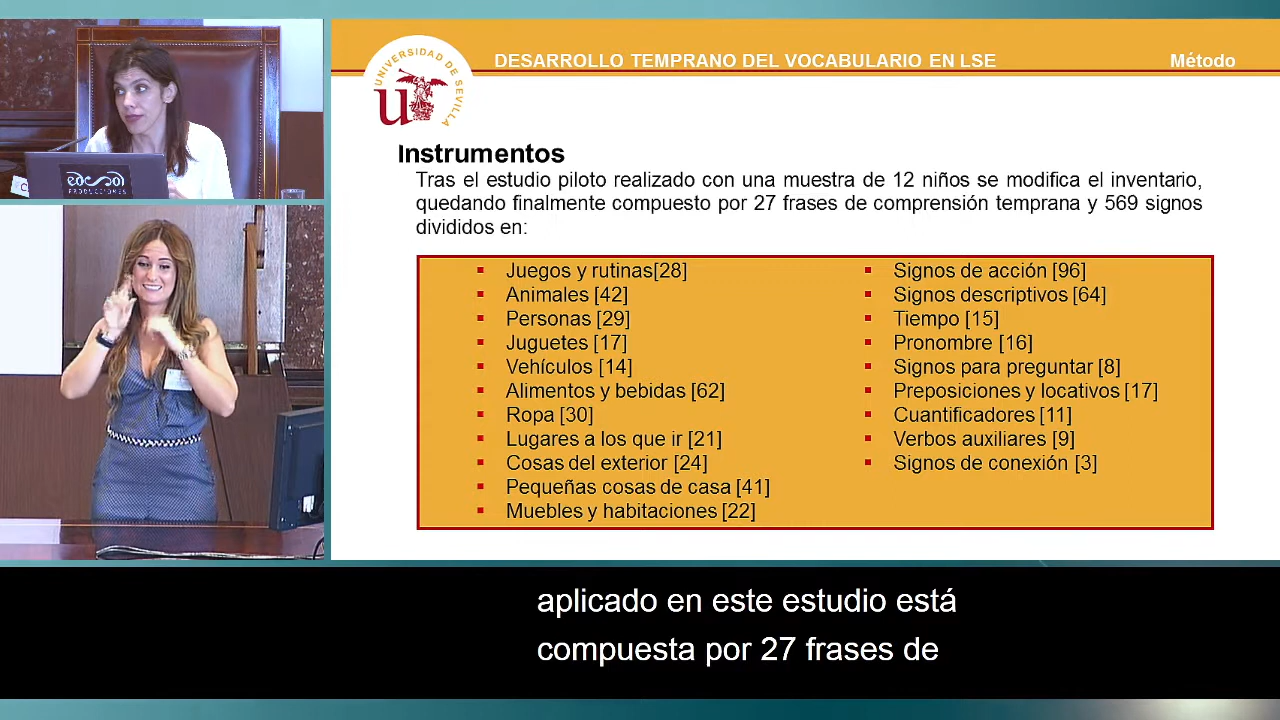 DESARROLLO TEMPRANO DEL VOCABULARIO EN LSE
Método
UNIVERSIDAD DE SEVILLA
Instrumentos
Tras el estudio piloto realizado con una muestra de 12 niños se modifica el inventario,
quedando finalmente compuesto por 27 frases de comprensión temprana y 569 signos
divididos en:
Juegos y rutinas[28]
Animales [42]
Personas [29]
Juguetes [17]
Vehículos [14]
Alimentos y bebidas [62]
Ropa [30]
Lugares a los que ir [21]
Cosas del exterior [24]
Pequeñas cosas de casa [41]
Muebles y habitaciones [22]
Signos de acción [96]
Signos descriptivos [64]
Tiempo [15]
Pronombre [16]
Signos para preguntar [8]
Preposiciones y locativos [17]
Cuantificadores [11]
Verbos auxiliares [9]
Signos de conexión [3]
PRODUCCIONES
aplicado en este estudio está
compuesta por 27 frases de